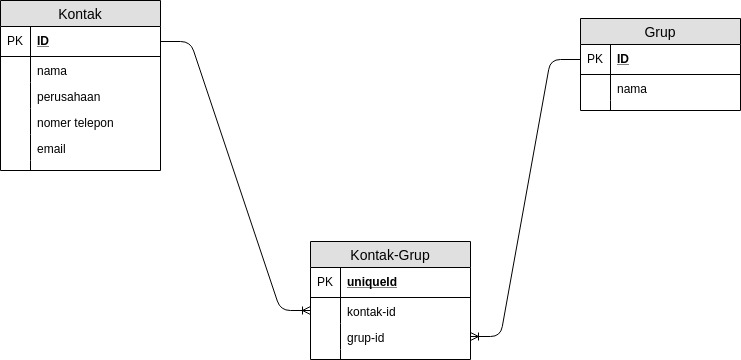 Kontak
PK ID
nama
perusahaan
nomer telepon
email
Grup
PK ID
nama
Kontak-Grup
PK uniqueId
kontak-id
grup-id